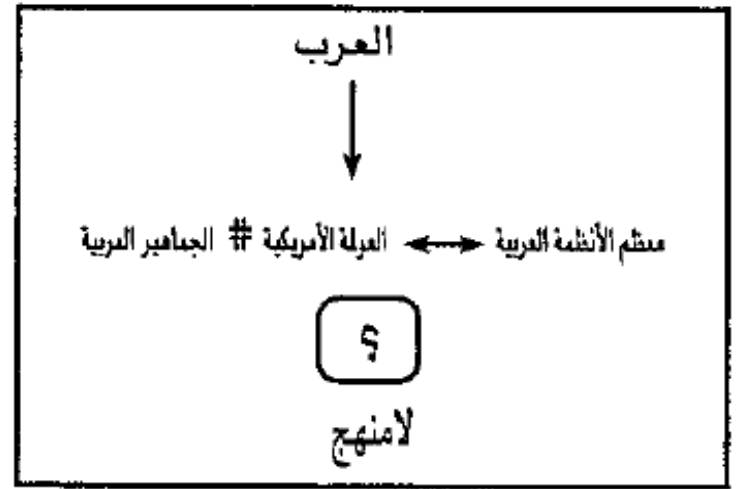 العرب
معظم الأنظمة العربية ⟷ العولمة الأمريكية # الجماهير العربية
؟
لامنهج